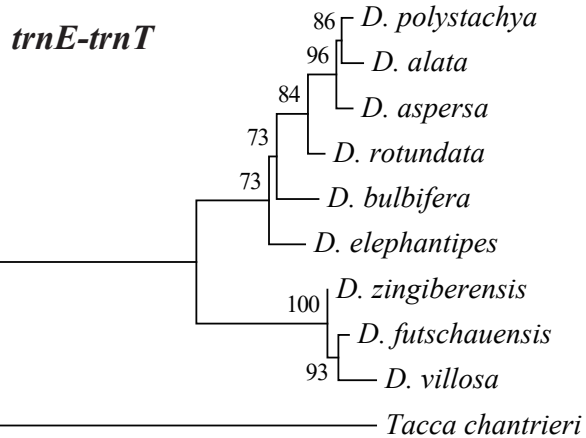 trnE-trnT
86 D. polystachya
D. alata
96
D. aspersa
84
D. rotundata
73
D. bulbifera
73
D. elephantipes
D. zingiberensis
100
D. futschauensis
93 D. villosa
Tacca chantrieri